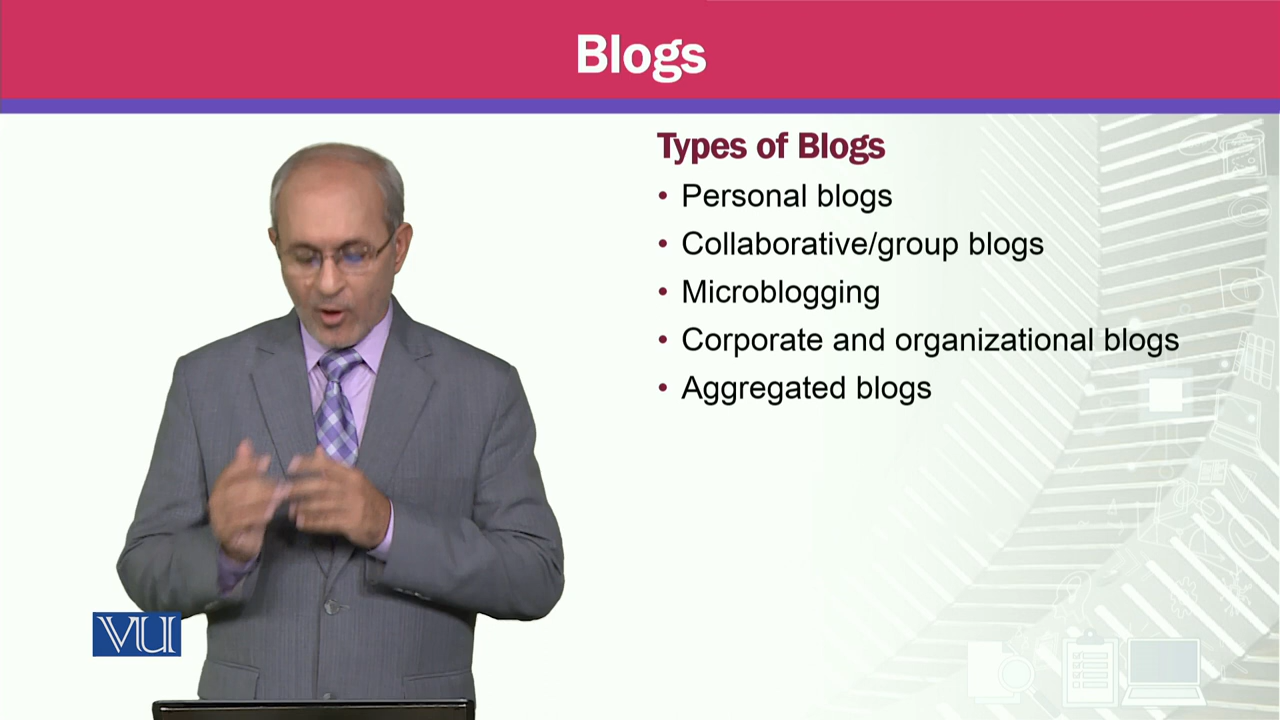 Blogs
Types of Blogs
• Personal blogs
• Collaborative/group blogs
• Microblogging
• Corporate and organizational blogs
• Aggregated blogs
VU